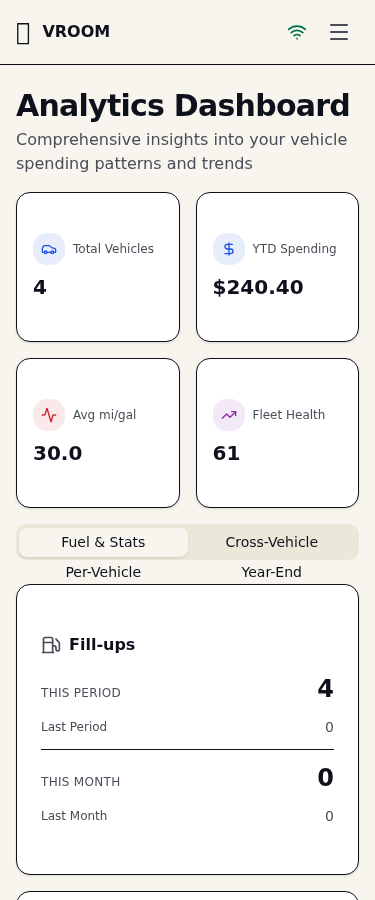 VROOM
Analytics Dashboard
Comprehensive insights into your vehicle
spending patterns and trends
Total Vehicles
4
YTD Spending
$240.40
Avg mi/gal
30.0
Fleet Health
61
Fuel & Stats
Cross-Vehicle
Per-Vehicle
Year-End
Fill-ups
THIS PERIOD 4
Last Period 0
THIS MONTH 0
Last Month 0